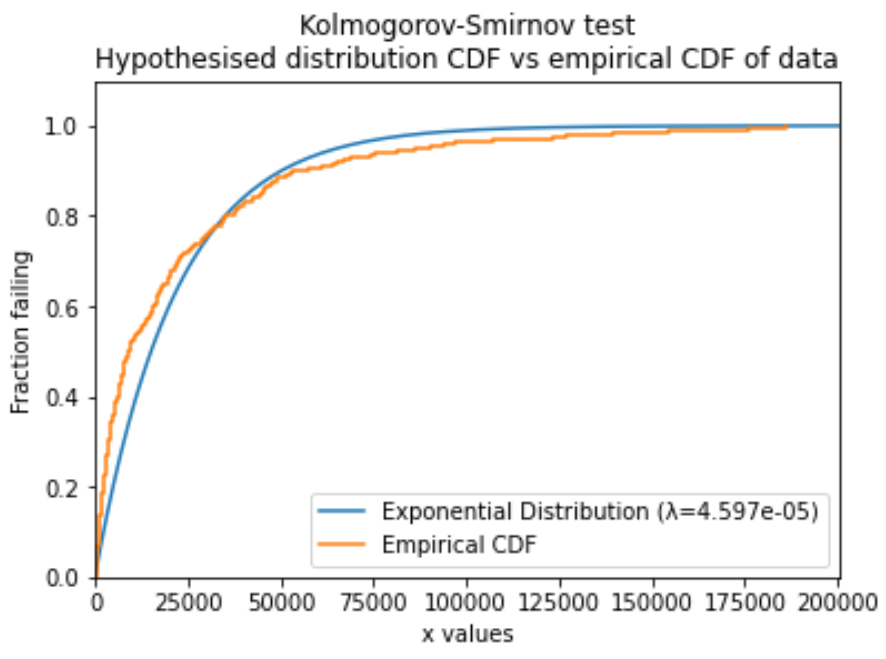 Kolmogorov-Smirnov test
Hypothesised distribution CDF vs empirical CDF of data
1.0
0.8
0.6
0.4
0.2
0.0
Fraction failing
Exponential Distribution (λ=4.597e-05)
Empirical CDF
0 25000 50000 75000 100000 125000 150000 175000 200000
x values